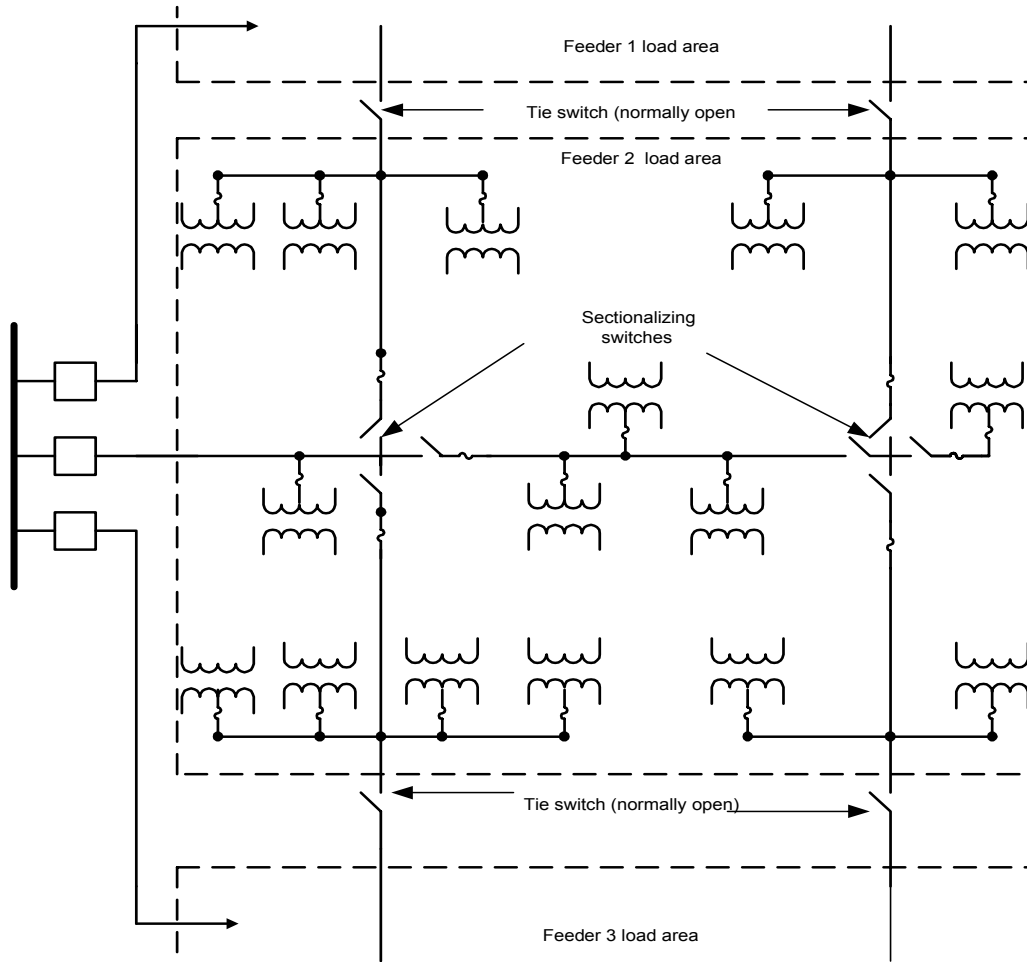 Feeder 1 load area
Tie switch (normally open
Feeder 2 load area
Sectionalizing
switches
Tie switch (normally open)
Feeder 3 load area